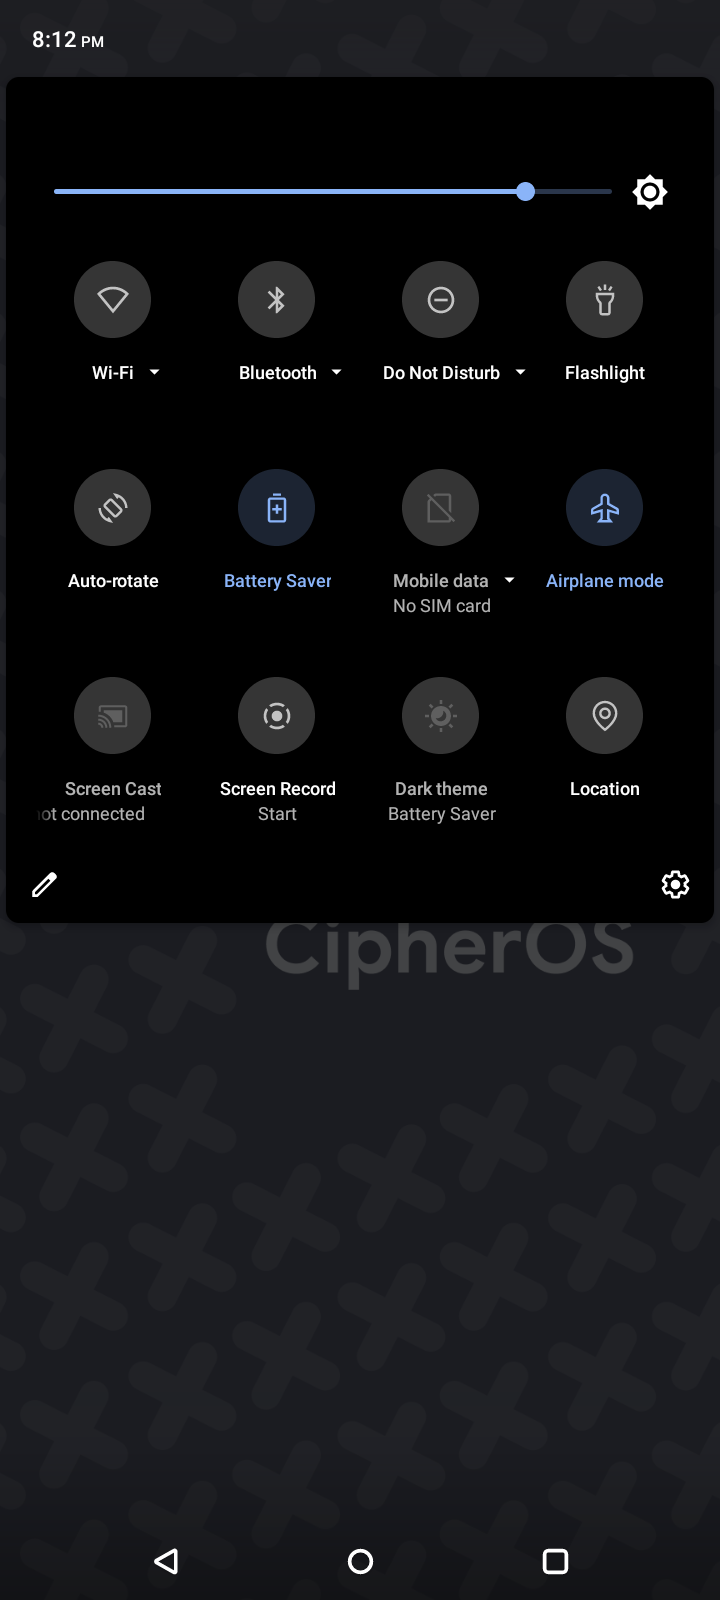 8:12 PM
Wi-Fi
Bluetooth
Do Not Disturb
Flashlight
Auto-rotate
Battery Saver
Mobile data
No SIM card
Airplane mode
Screen Cast
ot connected
Screen Record
Start
Dark theme
Battery Saver
Location
CipherOS